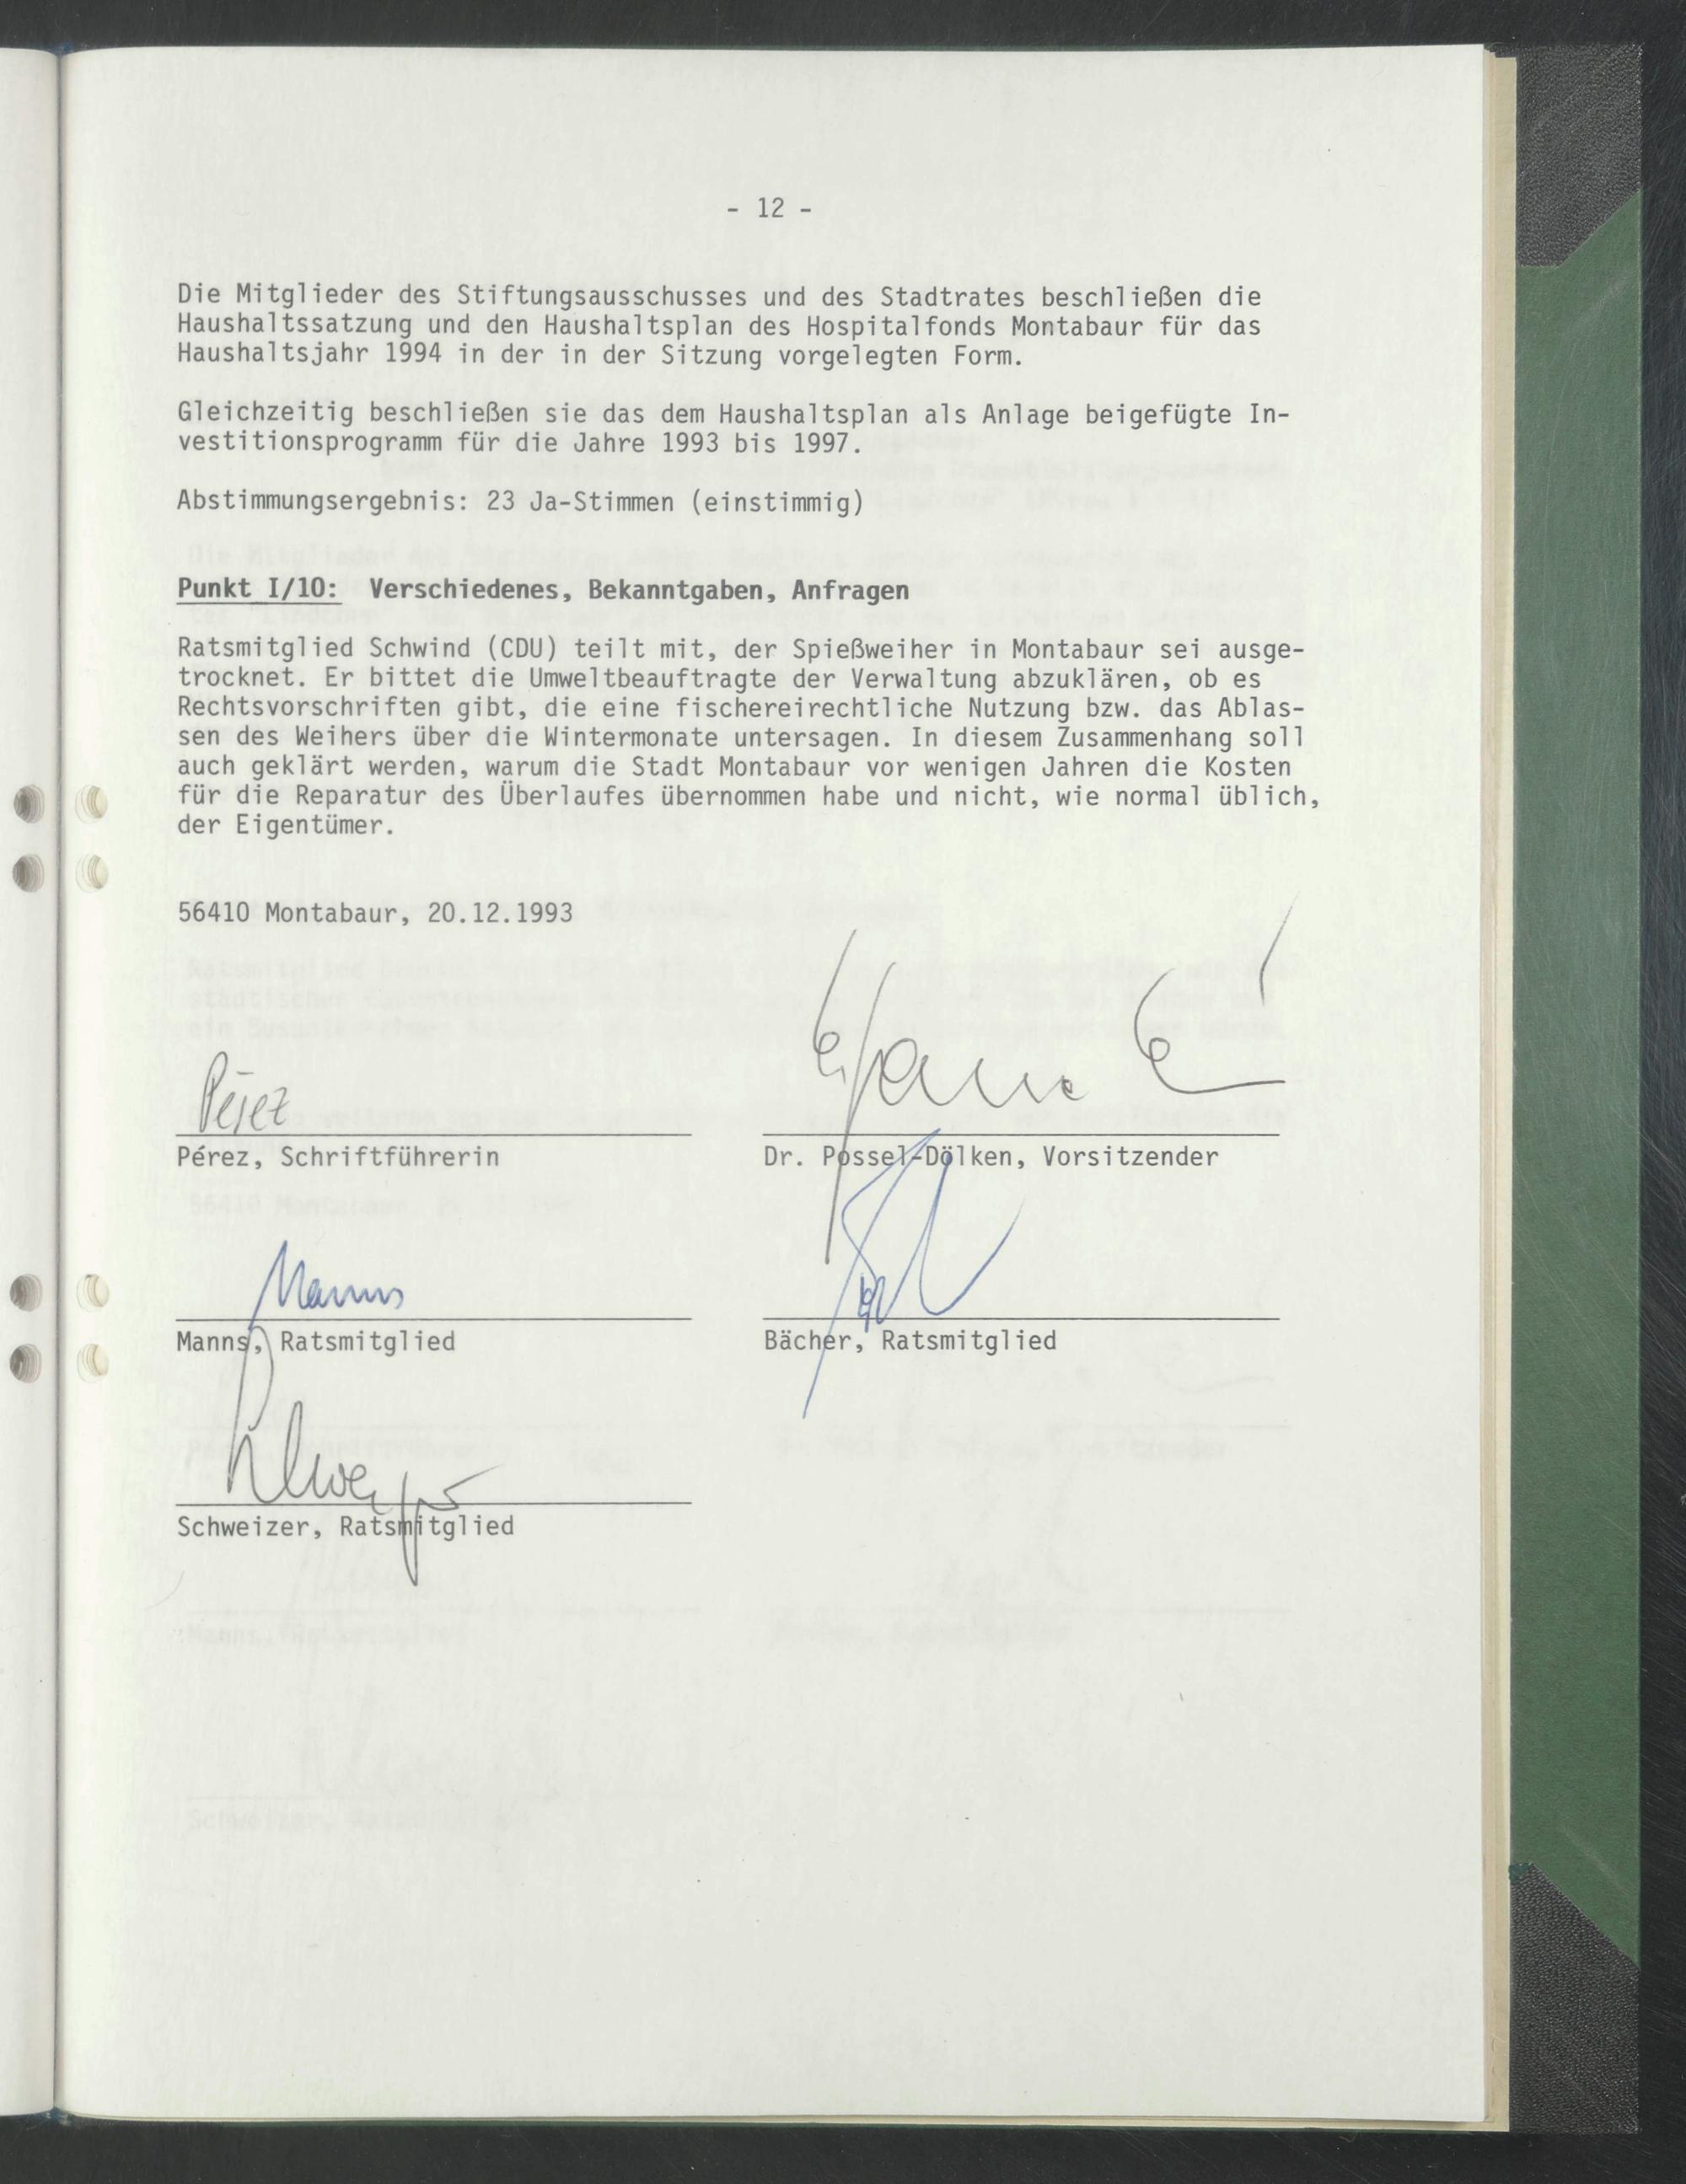 - 12 -
Die Mitglieder des Stiftungsausschusses und des Stadtrates beschließen die
Haushaltssatzung und den Haushaltsplan des Hospitalfonds Montabaur für das
Haushaltsjahr 1994 in der in der Sitzung vorgelegten Form.
Gleichzeitig beschließen sie das dem Haushaltsplan als Anlage beigefügte In-
vestitionsprogramm für die Jahre 1993 bis 1997.
Abstimmungsergebnis: 23 Ja-Stimmen (einstimmig)
Punkt I/10: Verschiedenes, Bekanntgaben, Anfragen
Ratsmitglied Schwind (CDU) teilt mit, der Spießweiher in Montabaur sei ausge-
trocknet. Er bittet die Umweltbeauftragte der Verwaltung abzuklären, ob es
Rechtsvorschriften gibt, die eine fischereirechtliche Nutzung bzw. das Ablas-
sen des Weihers über die Wintermonate untersagen. In diesem Zusammenhang soll
auch geklärt werden, warum die Stadt Montabaur vor wenigen Jahren die Kosten
für die Reparatur des Überlaufes übernommen habe und nicht, wie normal üblich,
der Eigentümer.
56410 Montabaur, 20.12.1993
Pérez
Pérez, Schriftführerin
Dr. Possel-Dölken, Vorsitzender
Manns
Manns, Ratsmitglied
Bächer, Ratsmitglied
Schweizer
Schweizer, Ratsmitglied